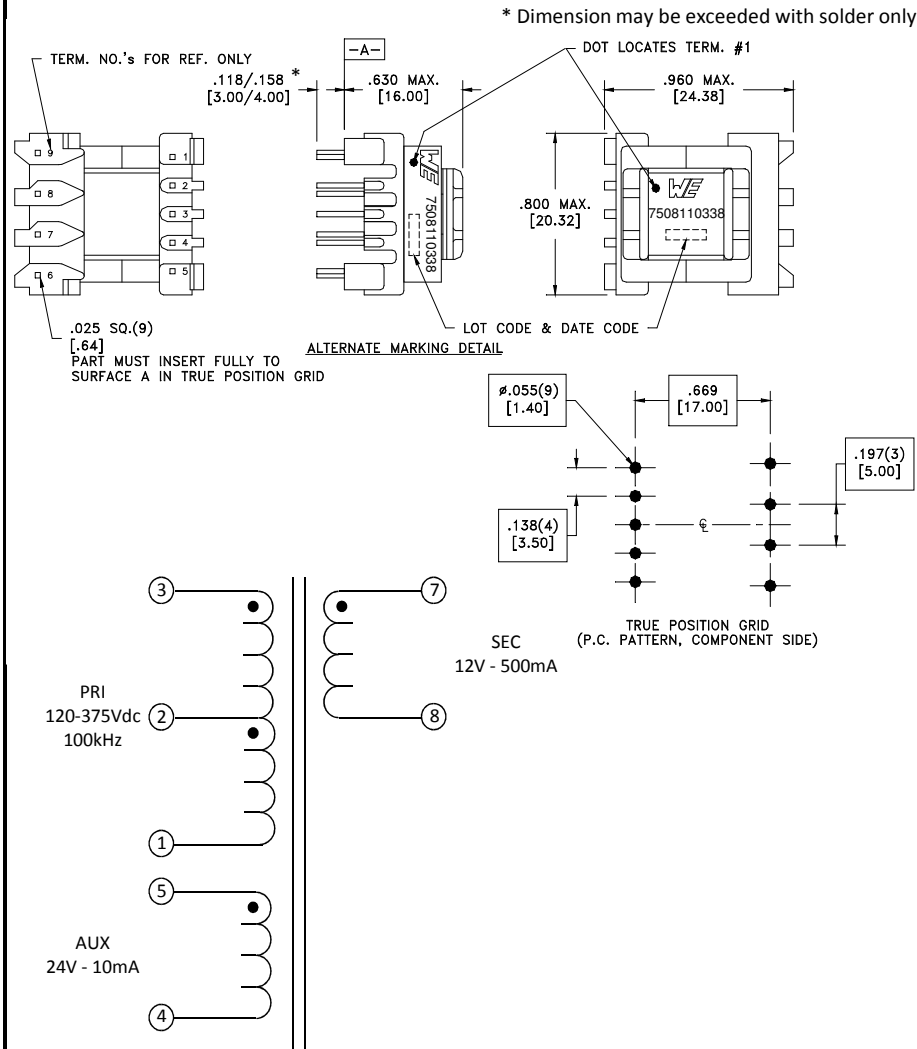 * Dimension may be exceeded with solder only
TERM. NO.'s FOR REF. ONLY
-A-
DOT LOCATES TERM. #1
.118/.158 *
[3.00/4.00]
.630 MAX.
[16.00]
.960 MAX.
[24.38]
9
1
8
2
7
3
4
6
5
WE
7508110338
.800 MAX.
[20.32]
WE
7508110338
.025 SQ.(9)
[.64]
PART MUST INSERT FULLY TO
SURFACE A IN TRUE POSITION GRID
LOT CODE & DATE CODE
ALTERNATE MARKING DETAIL
ø.055(9)
[1.40]
.669
[17.00]
.197(3)
[5.00]
.138(4)
[3.50]
℄
TRUE POSITION GRID
(P.C. PATTERN, COMPONENT SIDE)
3
7
SEC
12V - 500mA
PRI
120-375Vdc
100kHz
2
8
1
5
AUX
24V - 10mA
4